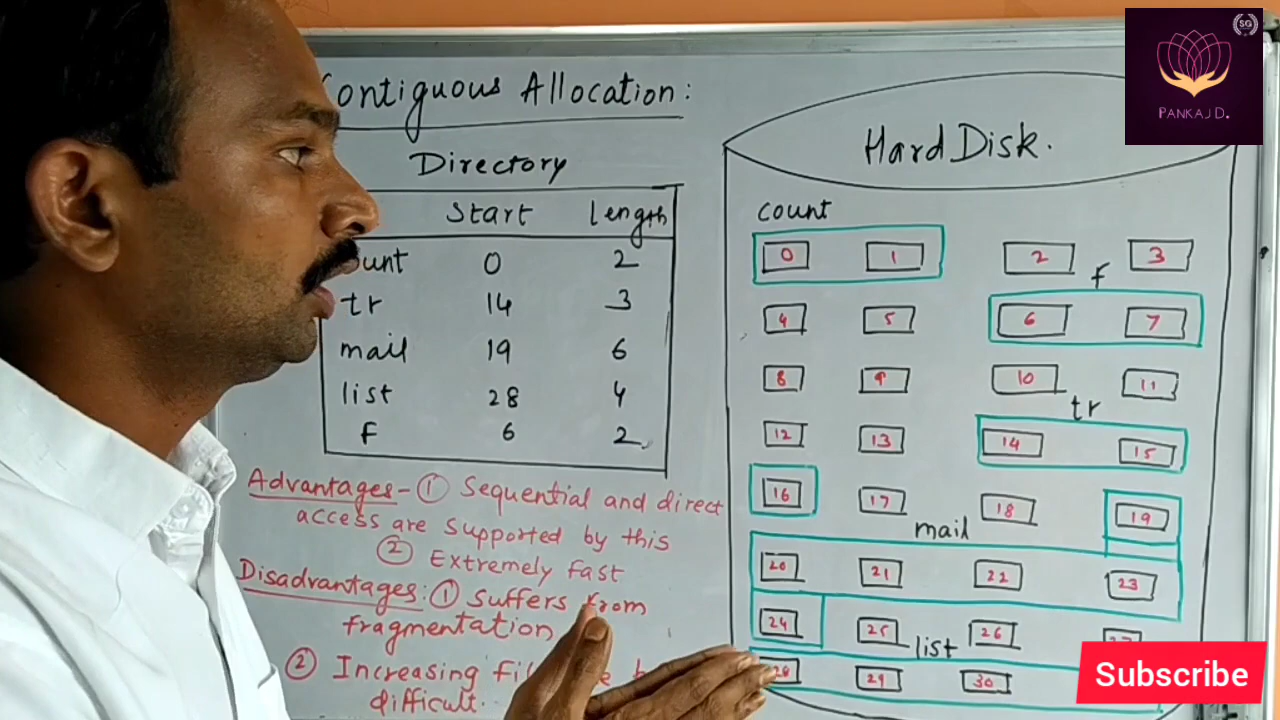 Contiguous Allocation:
Directory
Start length
count 0 2
tr 14 3
mail 19 6
list 28 4
f 6 2
Advantages - ① Sequential and direct
access are supported by this
② Extremely fast
Disadvantages: ① Suffers from
fragmentation
② Increasing
difficult.
Hard Disk.
count
0 1 2 3
f
4 5 6 7
8 9 10 11
tr
12 13 14 15
16 17 18 19
mail
20 21 22 23
24 25 26
list
28 29 30
SG
PANKAJ D.
Subscribe